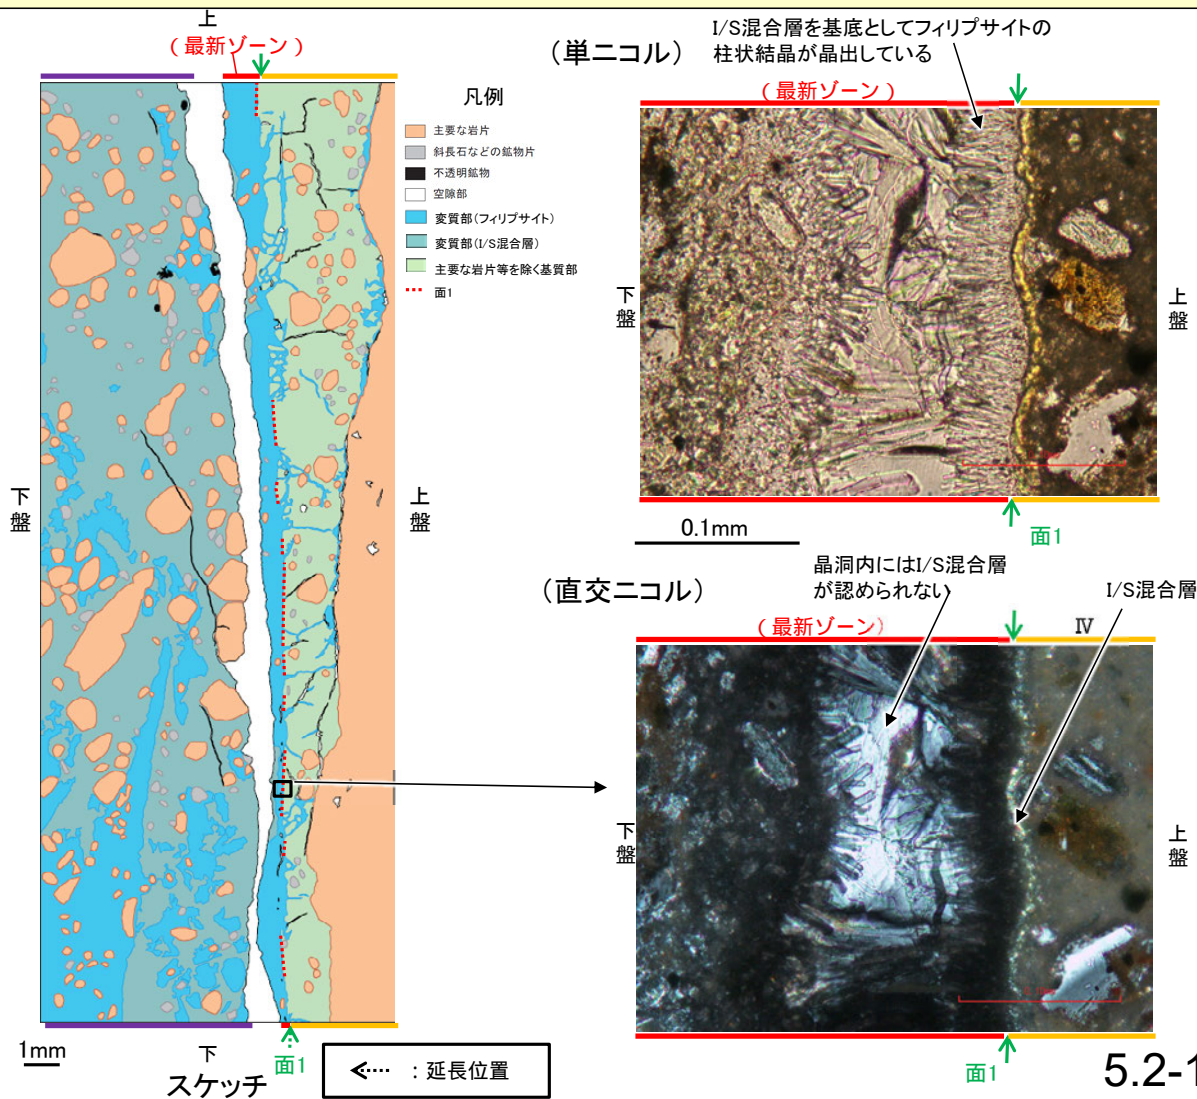 上
(最新ゾーン)
凡例
主要な岩片
斜長石などの鉱物片
不透明鉱物
空隙部
変質部(フィリプサイト)
変質部(I/S混合層)
主要な岩片等を除く基質部
面1
下盤
上盤
1mm
下
スケッチ
面1
:延長位置
(単ニコル)
I/S混合層を基底としてフィリプサイトの
柱状結晶が晶出している
(最新ゾーン)
下盤
上盤
0.1mm
面1
(直交ニコル)
晶洞内にはI/S混合層
が認められない
I/S混合層
(最新ゾーン)
Ⅳ
下盤
上盤
面1
5.2-1